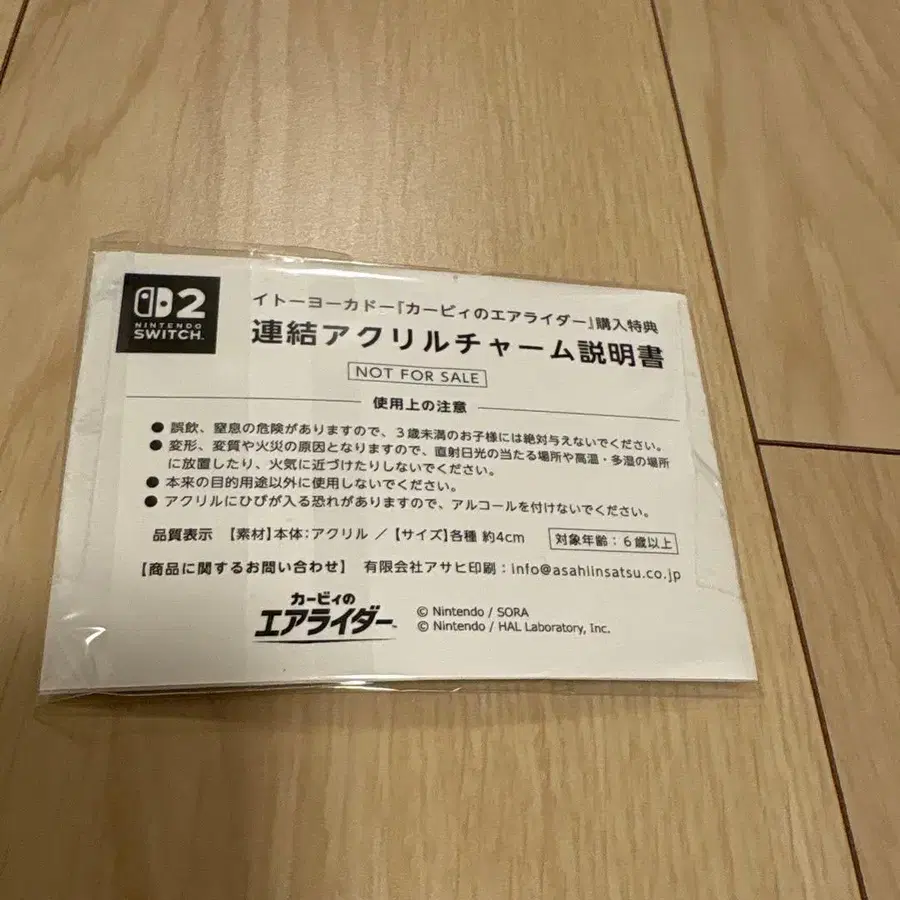 2
NINTENDO
SWITCH™
イトーヨーカドー『カービィのエアライダー』購入特典
連結アクリルチャーム説明書
NOT FOR SALE
使用上の注意
● 誤飲、窒息の危険がありますので、3歳未満のお子様には絶対与えないでください。
● 変形、変質や火災の原因となりますので、直射日光の当たる場所や高温・多湿の場所
に放置したり、火気に近づけたりしないでください。
● 本来の目的用途以外に使用しないでください。
● アクリルにひびが入る恐れがありますので、アルコールを付けないでください。
品質表示 【素材】本体：アクリル ／【サイズ】各種 約4cm 対象年齢：6歳以上
【商品に関するお問い合わせ】 有限会社アサヒ印刷：info@asahiinsatsu.co.jp
カービィの
エアライダー™
© Nintendo / SORA
© Nintendo / HAL Laboratory, Inc.